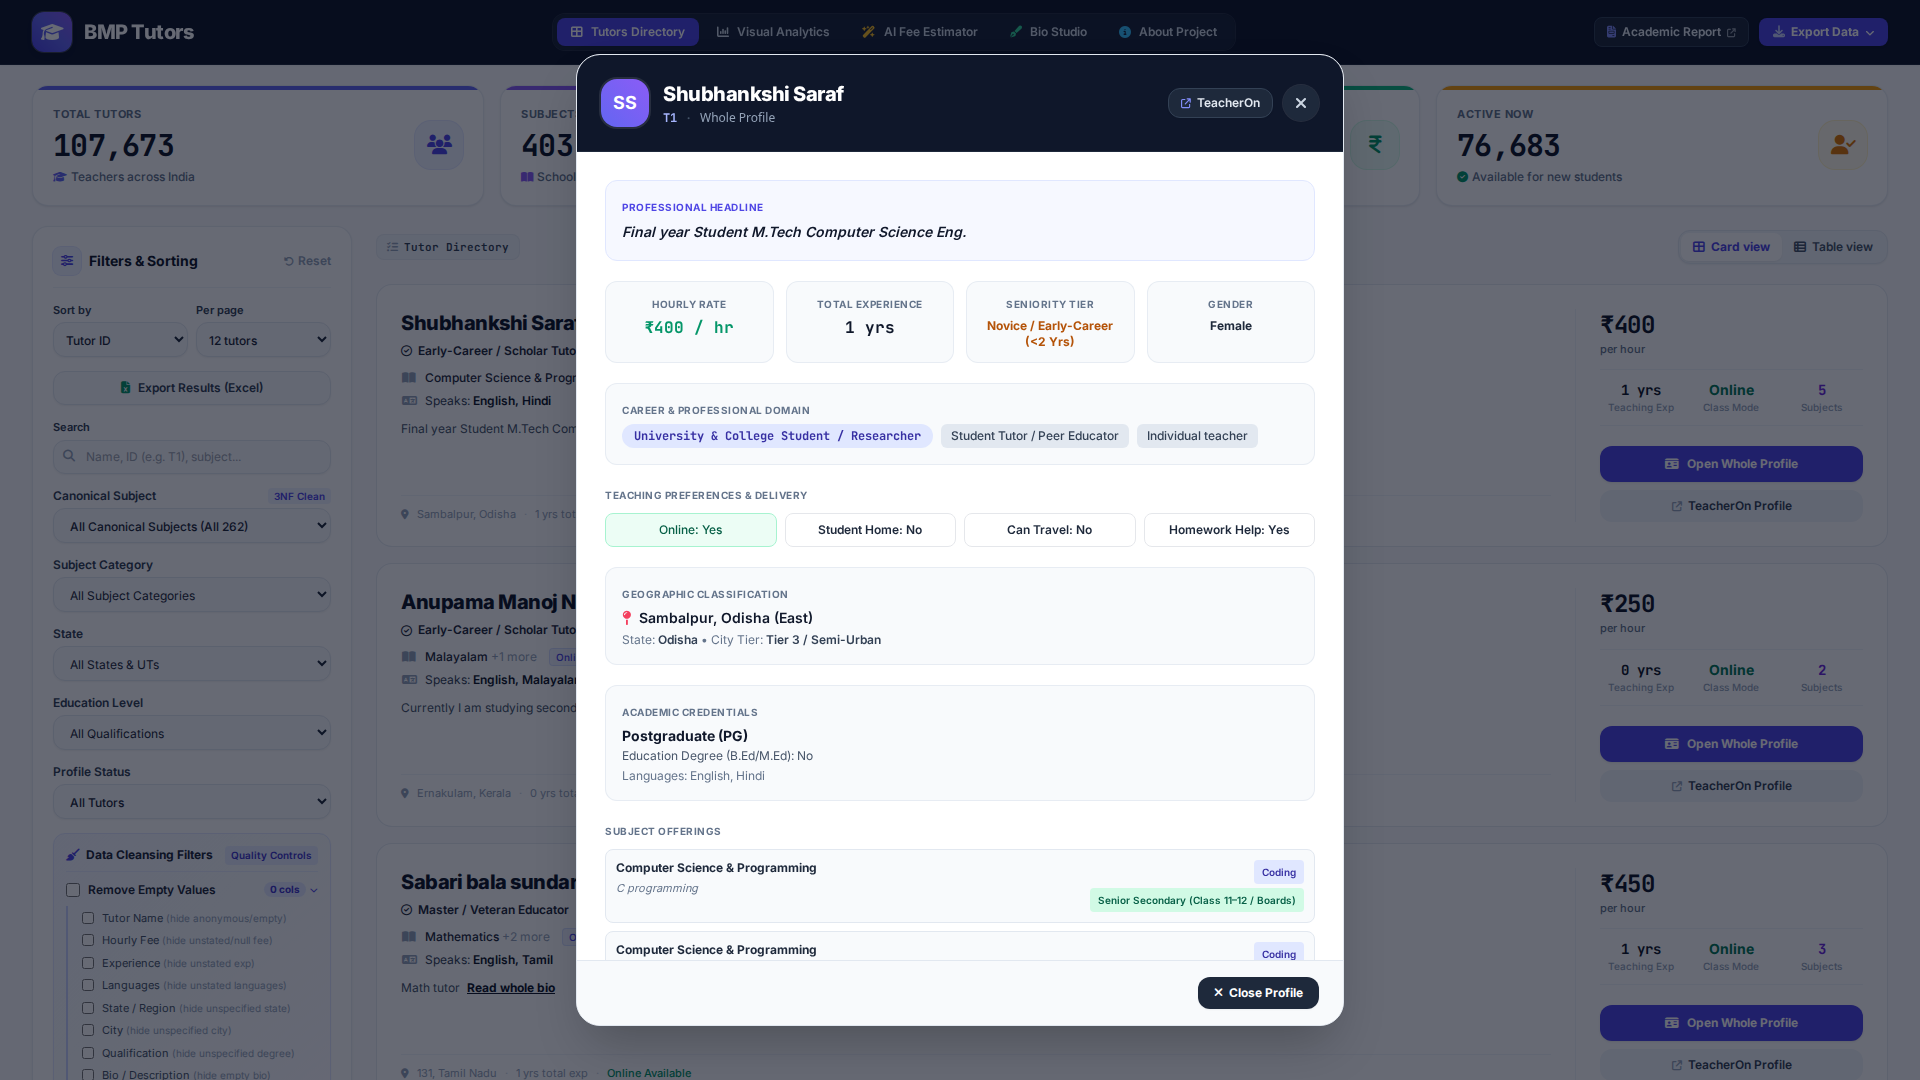 BMP Tutors
Tutors Directory
Visual Analytics
AI Fee Estimator
Bio Studio
About Project
Academic Report
Export Data
TOTAL TUTORS
107,673
Teachers across India
SUBJECT
403
School
ACTIVE NOW
76,683
Available for new students
Filters & Sorting
Reset
Sort by
Per page
Tutor ID
12 tutors
Export Results (Excel)
Search
Name, ID (e.g. T1), subject...
Canonical Subject
3NF Clean
All Canonical Subjects (All 262)
Subject Category
All Subject Categories
State
All States & UTs
Education Level
All Qualifications
Profile Status
All Tutors
Data Cleansing Filters
Quality Controls
Remove Empty Values
0 cols
Tutor Name (hide anonymous/empty)
Hourly Fee (hide unstated/null fee)
Experience (hide unstated exp)
Languages (hide unstated languages)
State / Region (hide unspecified state)
City (hide unspecified city)
Qualification (hide unspecified degree)
Bio / Description (hide empty bio)
Tutor Directory
Card view
Table view
Shubhankshi Saraf
Early-Career / Scholar Tuto
Computer Science & Progr
Speaks: English, Hindi
Final year Student M.Tech Com
Sambalpur, Odisha · 1 yrs tot
₹400
per hour
1 yrs
Teaching Exp
Online
Class Mode
5
Subjects
Open Whole Profile
TeacherOn Profile
Anupama Manoj N
Early-Career / Scholar Tuto
Malayalam +1 more
Onli
Speaks: English, Malayalam
Currently I am studying second
Ernakulam, Kerala · 0 yrs tota
₹250
per hour
0 yrs
Teaching Exp
Online
Class Mode
2
Subjects
Open Whole Profile
TeacherOn Profile
Sabari bala sundar
Master / Veteran Educator
Mathematics +2 more
O
Speaks: English, Tamil
Math tutor Read whole bio
131, Tamil Nadu · 1 yrs total exp · Online Available
₹450
per hour
1 yrs
Teaching Exp
Online
Class Mode
3
Subjects
Open Whole Profile
TeacherOn Profile
SS
Shubhankshi Saraf
T1 · Whole Profile
TeacherOn
PROFESSIONAL HEADLINE
Final year Student M.Tech Computer Science Eng.
HOURLY RATE
₹400 / hr
TOTAL EXPERIENCE
1 yrs
SENIORITY TIER
Novice / Early-Career
(<2 Yrs)
GENDER
Female
CAREER & PROFESSIONAL DOMAIN
University & College Student / Researcher
Student Tutor / Peer Educator
Individual teacher
TEACHING PREFERENCES & DELIVERY
Online: Yes
Student Home: No
Can Travel: No
Homework Help: Yes
GEOGRAPHIC CLASSIFICATION
Sambalpur, Odisha (East)
State: Odisha • City Tier: Tier 3 / Semi-Urban
ACADEMIC CREDENTIALS
Postgraduate (PG)
Education Degree (B.Ed/M.Ed): No
Languages: English, Hindi
SUBJECT OFFERINGS
Computer Science & Programming
Coding
C programming
Senior Secondary (Class 11–12 / Boards)
Computer Science & Programming
Coding
Close Profile